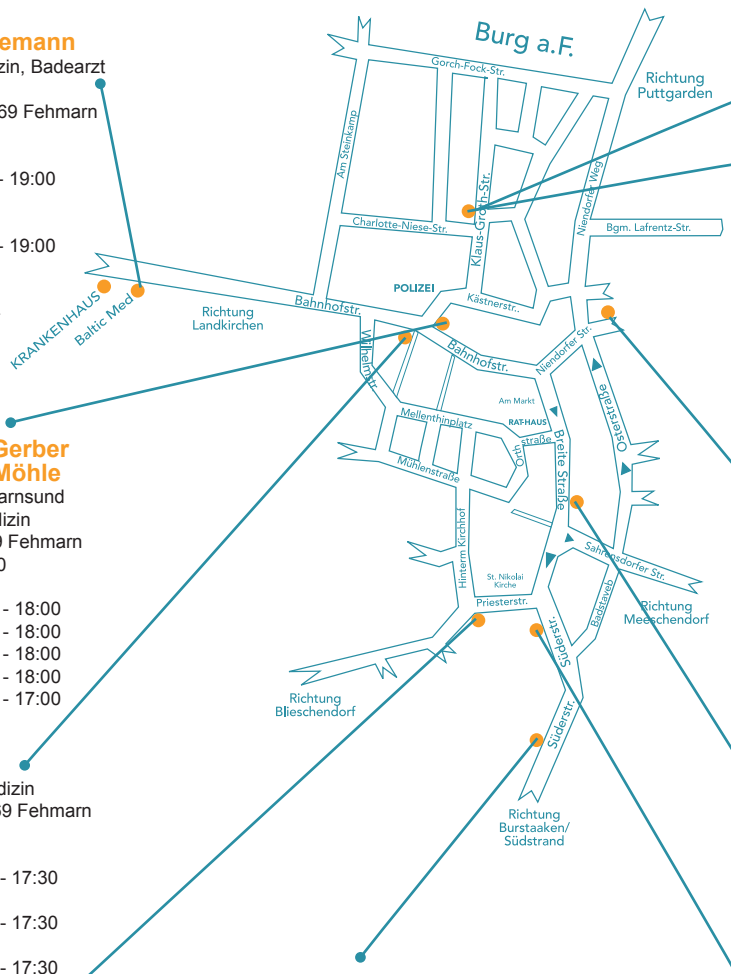 emann
zin, Badearzt
69 Fehmarn
- 19:00
- 19:00
Gerber
Möhle
arnsund
dizin
9 Fehmarn
0
- 18:00
- 18:00
- 18:00
- 18:00
- 17:00
dizin
69 Fehmarn
- 17:30
- 17:30
- 17:30
Burg a.F.
Gorch-Fock-Str.
Richtung
Puttgarden
Am Steinkamp
Klaus-Groth-Str.
Niendorfer Weg
Charlotte-Niese-Str.
Bgm. Lafrentz-Str.
POLIZEI
Kästnerstr.
KRANKENHAUS
Baltic Med
Richtung
Landkirchen
Bahnhofstr.
Wilhelmstr.
Bahnhofstr.
Niendorfer Str.
Am Markt
RATHAUS
Mellenthinplatz
Orth
straße
Mühlenstraße
Breite Straße
Osterstraße
Hinterm Kirchhof
Sahrensdorfer Str.
St. Nikolai
Kirche
Priesterstr.
Badstaveb
Richtung
Meeschendorf
Süderstr.
Richtung
Blieschendorf
Süderstr.
Richtung
Burstaaken/
Südstrand